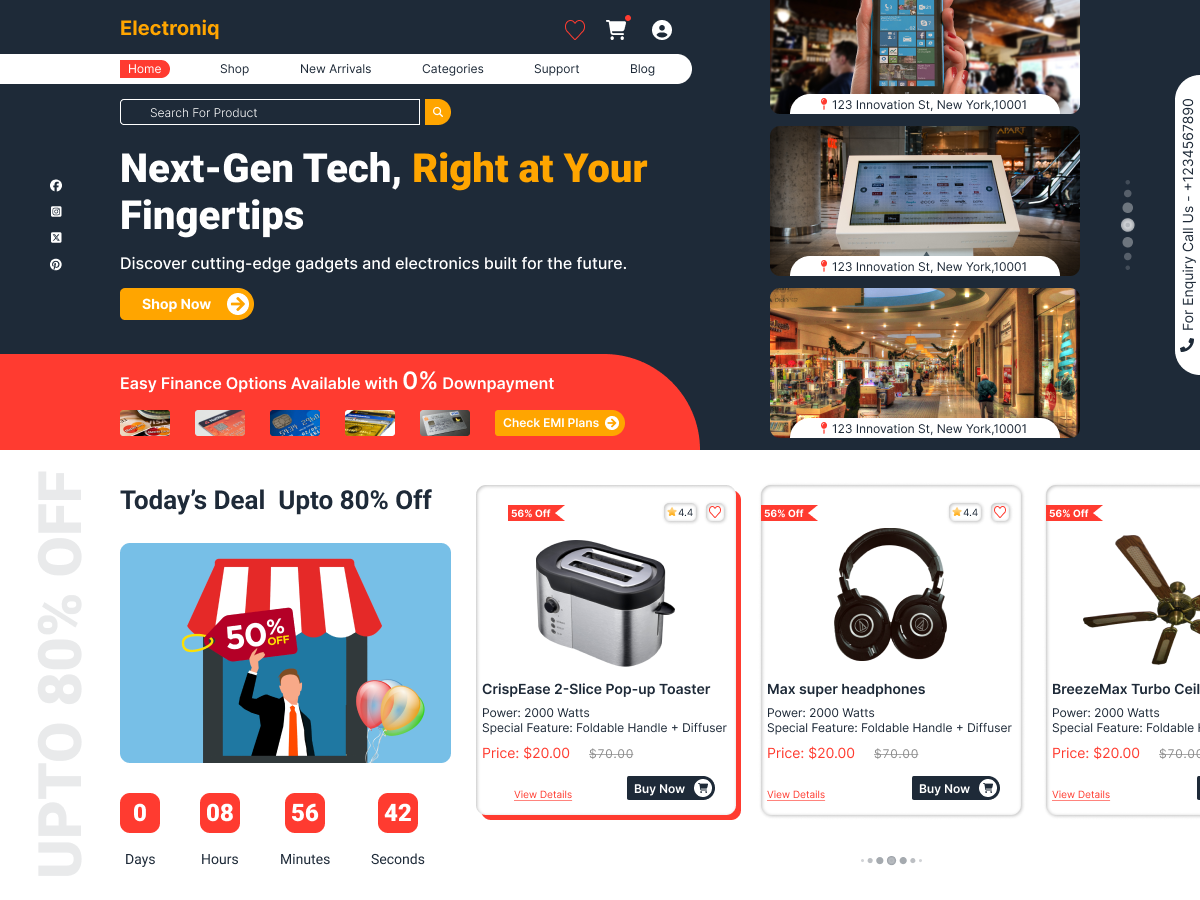 Electroniq
Home
Shop
New Arrivals
Categories
Support
Blog
Search For Product
Next-Gen Tech, Right at Your
Fingertips
Discover cutting-edge gadgets and electronics built for the future.
Shop Now
Easy Finance Options Available with 0% Downpayment
Check EMI Plans
123 Innovation St, New York,10001
123 Innovation St, New York,10001
123 Innovation St, New York,10001
For Enquiry Call Us - +1234567890
UPTO 80% OFF
Today’s Deal  Upto 80% Off
50%
OFF
0
08
56
42
Days
Hours
Minutes
Seconds
56% Off
4.4
CrispEase 2-Slice Pop-up Toaster
Power: 2000 Watts
Special Feature: Foldable Handle + Diffuser
Price: $20.00
$70.00
View Details
Buy Now
56% Off
4.4
Max super headphones
Power: 2000 Watts
Special Feature: Foldable Handle + Diffuser
Price: $20.00
$70.00
View Details
Buy Now
56% Off
BreezeMax Turbo Ceil
Power: 2000 Watts
Special Feature: Foldable H
Price: $20.00
$70.0
View Details